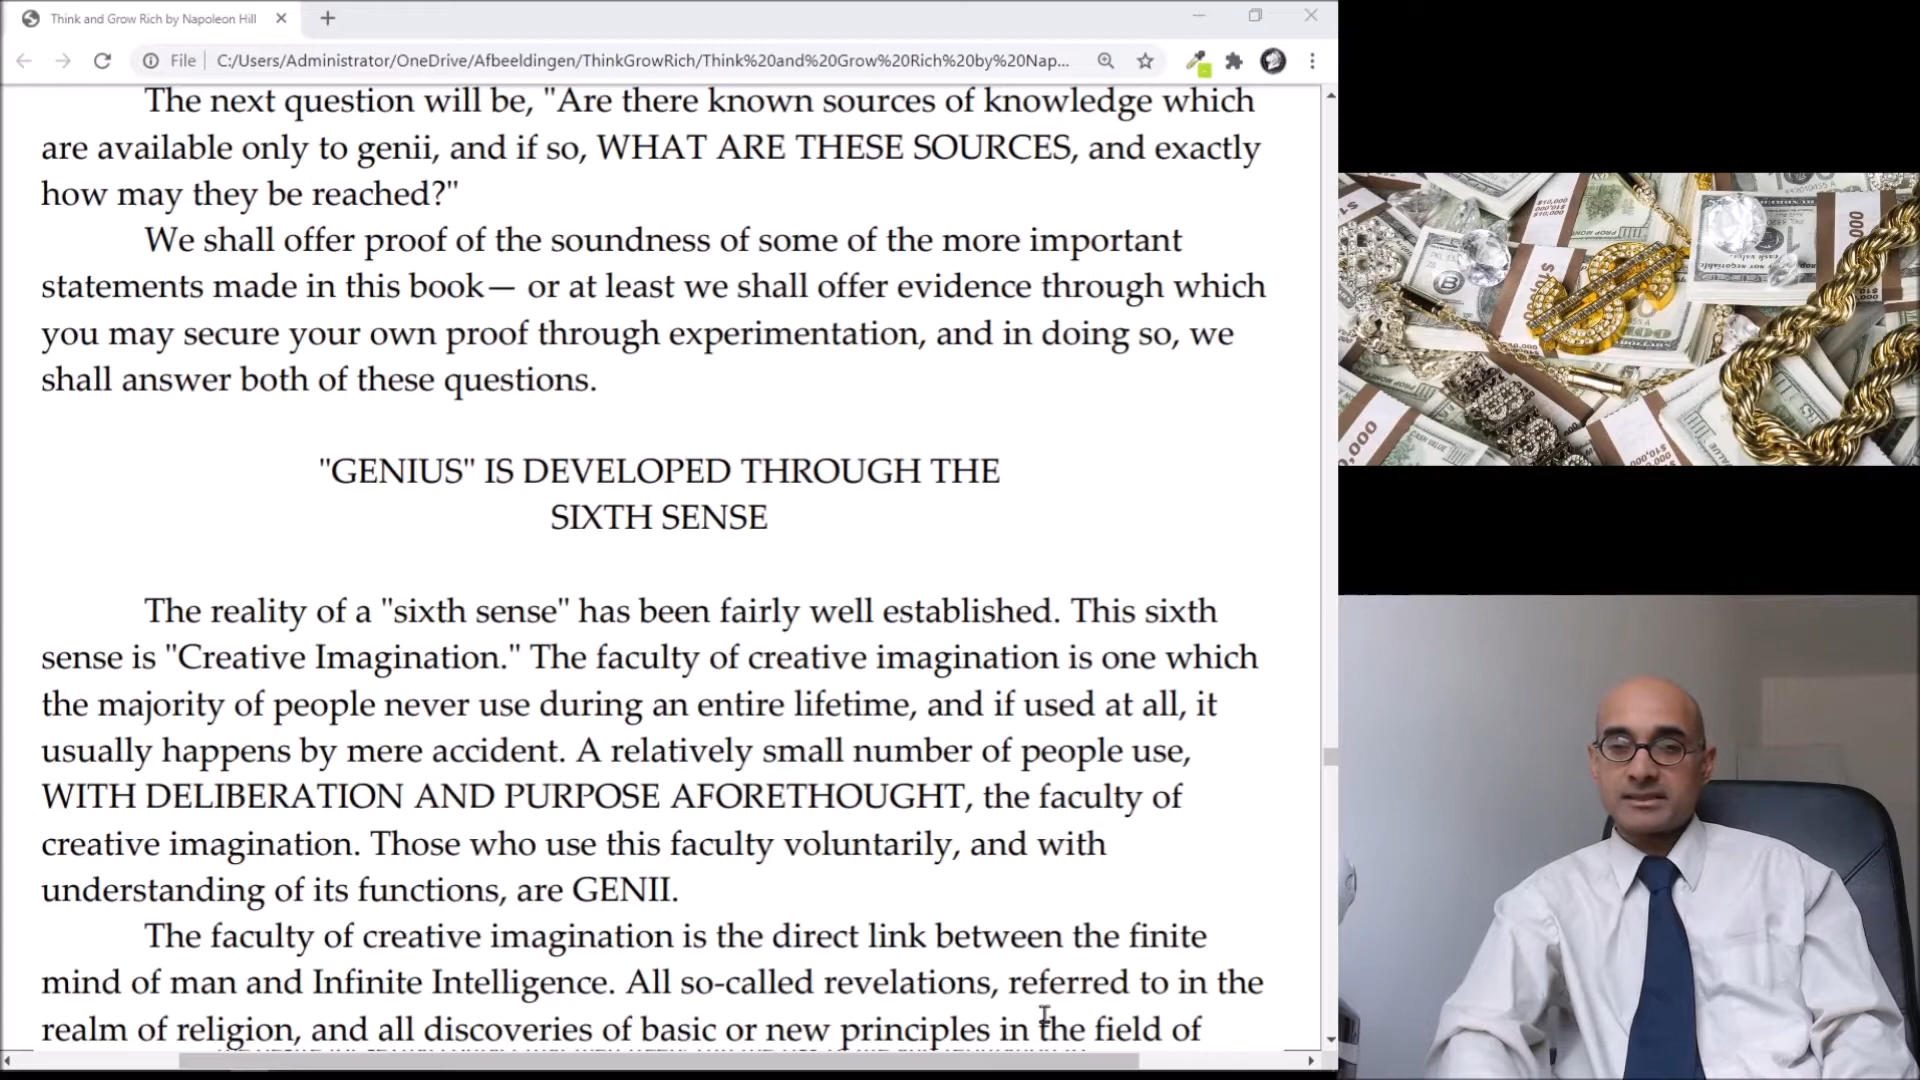 Think and Grow Rich by Napoleon Hill
File
C:/Users/Administrator/OneDrive/Afbeeldingen/ThinkGrowRich/Think%20and%20Grow%20Rich%20by%20Nap...
The next question will be, "Are there known sources of knowledge which
are available only to genii, and if so, WHAT ARE THESE SOURCES, and exactly
how may they be reached?"
We shall offer proof of the soundness of some of the more important
statements made in this book— or at least we shall offer evidence through which
you may secure your own proof through experimentation, and in doing so, we
shall answer both of these questions.
"GENIUS" IS DEVELOPED THROUGH THE
SIXTH SENSE
The reality of a "sixth sense" has been fairly well established. This sixth
sense is "Creative Imagination." The faculty of creative imagination is one which
the majority of people never use during an entire lifetime, and if used at all, it
usually happens by mere accident. A relatively small number of people use,
WITH DELIBERATION AND PURPOSE AFORETHOUGHT, the faculty of
creative imagination. Those who use this faculty voluntarily, and with
understanding of its functions, are GENII.
The faculty of creative imagination is the direct link between the finite
mind of man and Infinite Intelligence. All so-called revelations, referred to in the
realm of religion, and all discoveries of basic or new principles in the field of